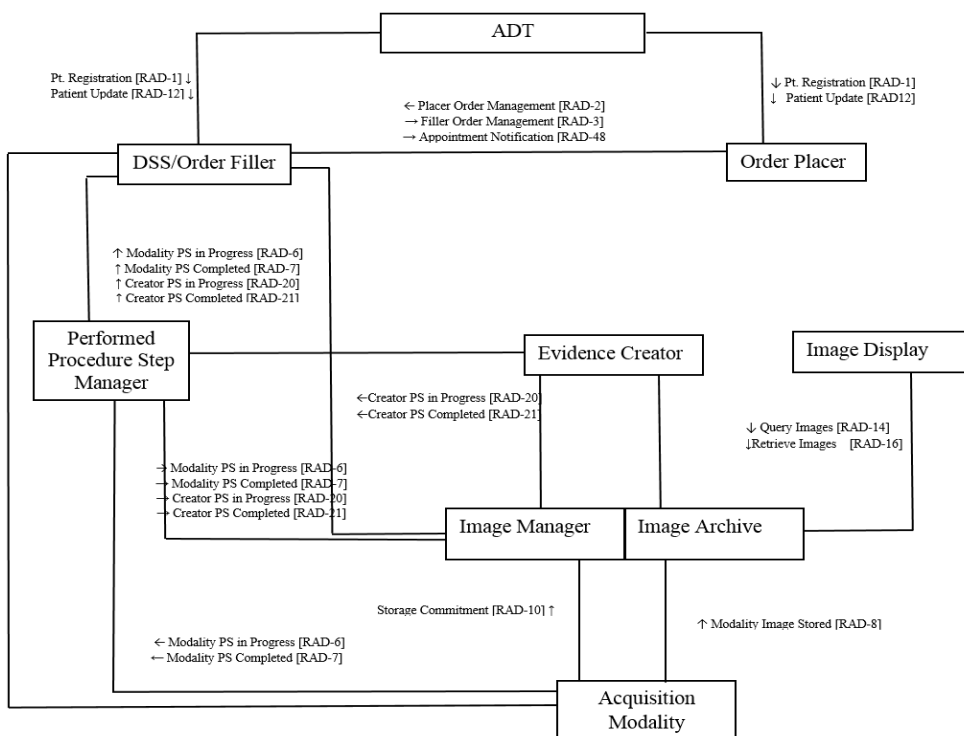 ADT
Pt. Registration [RAD-1] ↓
Patient Update [RAD-12] ↓
↓ Pt. Registration [RAD-1]
↓ Patient Update [RAD12]
← Placer Order Management [RAD-2]
→ Filler Order Management [RAD-3]
→ Appointment Notification [RAD-48
DSS/Order Filler
Order Placer
↑ Modality PS in Progress [RAD-6]
↑ Modality PS Completed [RAD-7]
↑ Creator PS in Progress [RAD-20]
↑ Creator PS Completed [RAD-21]
Performed
Procedure Step
Manager
Evidence Creator
Image Display
←Creator PS in Progress [RAD-20]
←Creator PS Completed [RAD-21]
↓ Query Images [RAD-14]
↓Retrieve Images [RAD-16]
→ Modality PS in Progress [RAD-6]
→ Modality PS Completed [RAD-7]
→ Creator PS in Progress [RAD-20]
→ Creator PS Completed [RAD-21]
Image Manager
Image Archive
Storage Commitment [RAD-10] ↑
↑ Modality Image Stored [RAD-8]
← Modality PS in Progress [RAD-6]
← Modality PS Completed [RAD-7]
Acquisition
Modality